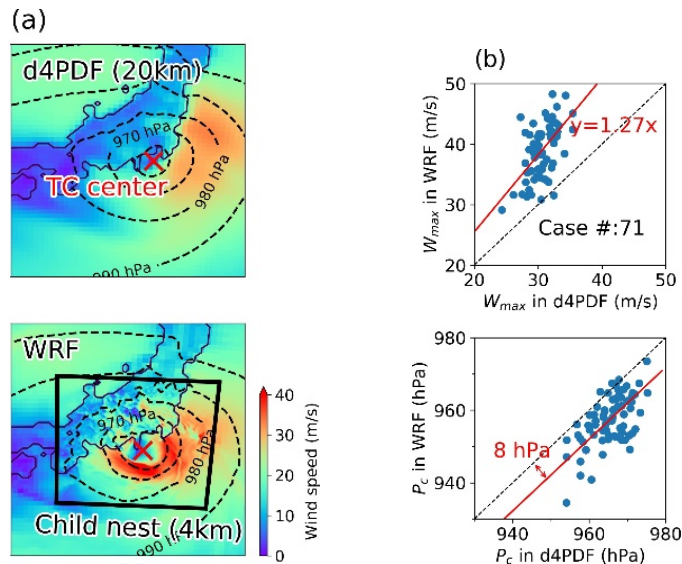 (a)
d4PDF (20km)
970 hPa
TC center
980 hPa
990 hPa
WRF
970 hPa
980 hPa
Child nest (4km)
990 hPa
40
30
20
10
0
Wind speed (m/s)
(b)
50
40
30
20
W_max in WRF (m/s)
y=1.27x
Case #:71
20 30 40 50
W_max in d4PDF (m/s)
980
960
940
P_c in WRF (hPa)
8 hPa
940 960 980
P_c in d4PDF (hPa)